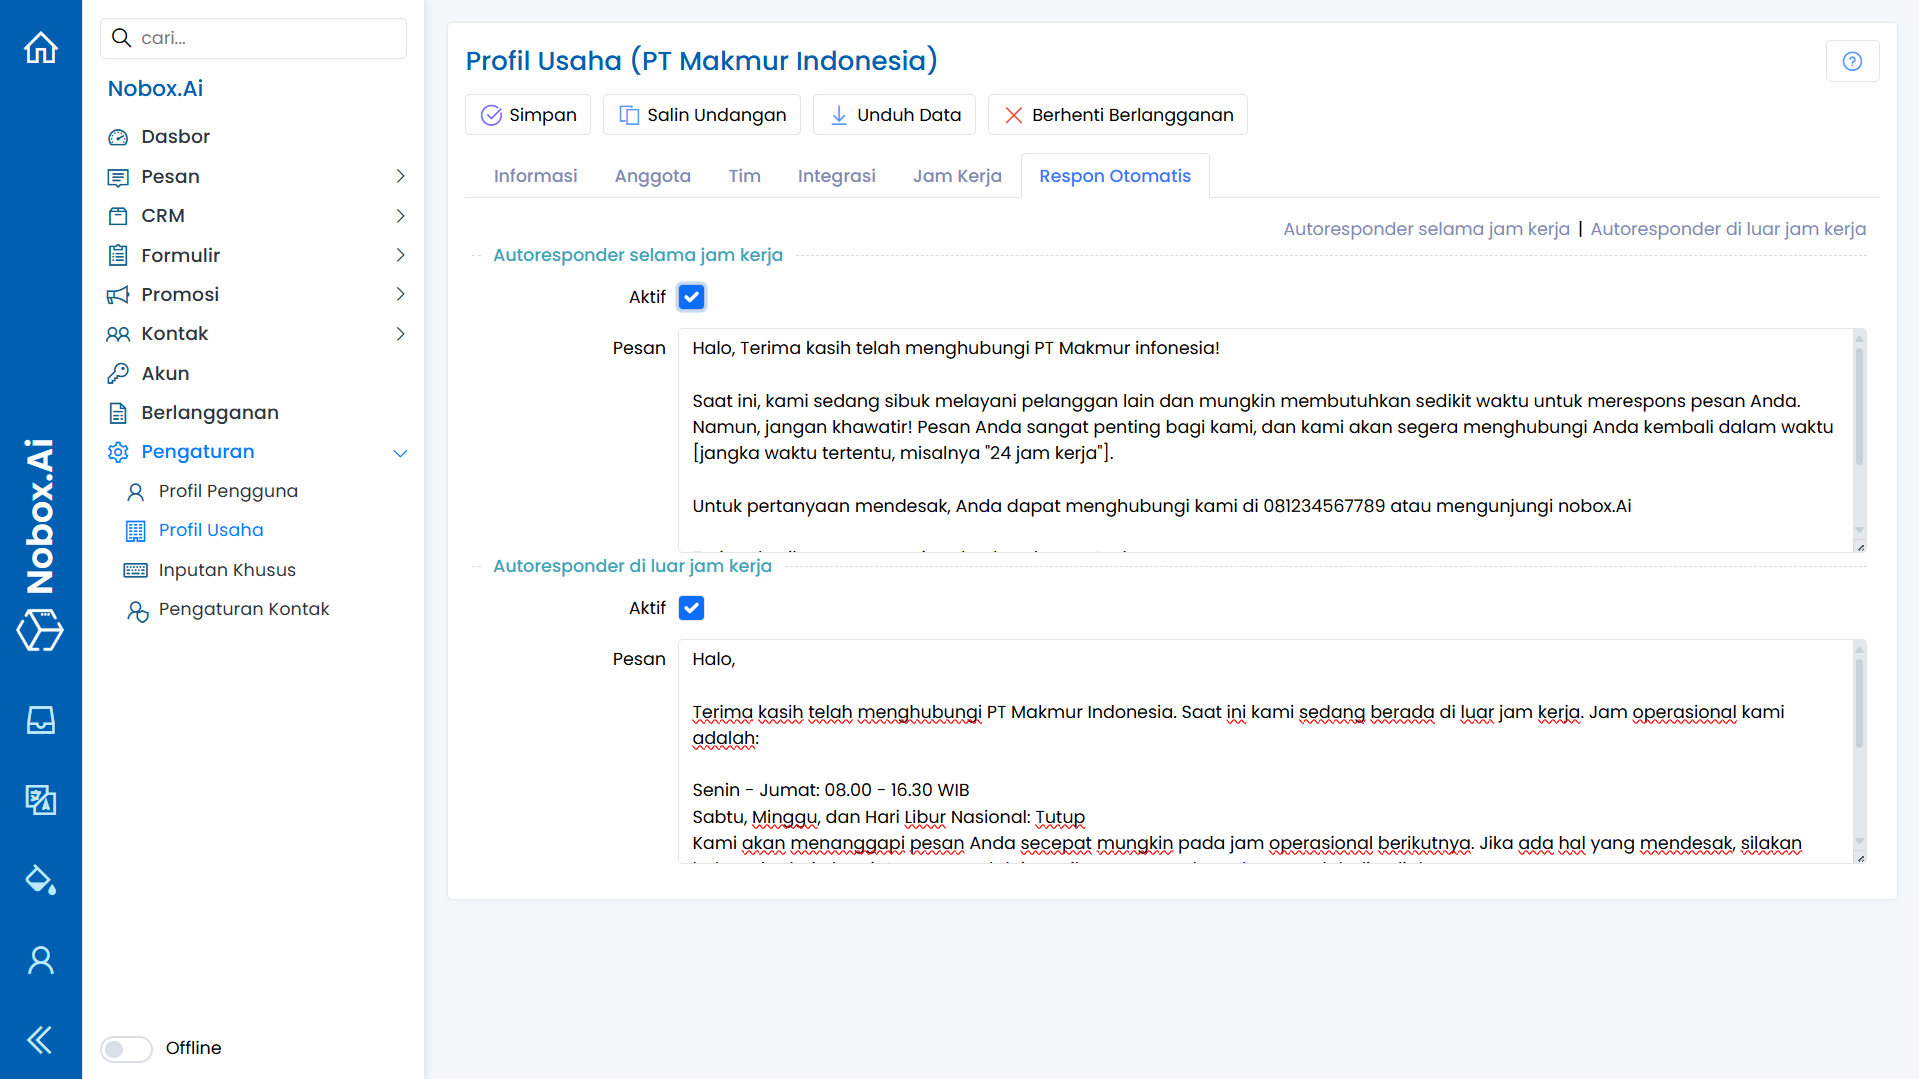 cari...
Nobox.Ai
Dasbor
Pesan
CRM
Formulir
Promosi
Kontak
Akun
Berlangganan
Pengaturan
Profil Pengguna
Profil Usaha
Inputan Khusus
Pengaturan Kontak
Offline
Nobox.Ai
Profil Usaha (PT Makmur Indonesia)
Simpan
Salin Undangan
Unduh Data
Berhenti Berlangganan
Informasi
Anggota
Tim
Integrasi
Jam Kerja
Respon Otomatis
Autoresponder selama jam kerja | Autoresponder di luar jam kerja
Autoresponder selama jam kerja
Aktif
Pesan
Halo, Terima kasih telah menghubungi PT Makmur infonesia!
Saat ini, kami sedang sibuk melayani pelanggan lain dan mungkin membutuhkan sedikit waktu untuk merespons pesan Anda.
Namun, jangan khawatir! Pesan Anda sangat penting bagi kami, dan kami akan segera menghubungi Anda kembali dalam waktu
[jangka waktu tertentu, misalnya "24 jam kerja"].
Untuk pertanyaan mendesak, Anda dapat menghubungi kami di 081234567789 atau mengunjungi nobox.Ai
Autoresponder di luar jam kerja
Aktif
Pesan
Halo,
Terima kasih telah menghubungi PT Makmur Indonesia. Saat ini kami sedang berada di luar jam kerja. Jam operasional kami
adalah:
Senin - Jumat: 08.00 - 16.30 WIB
Sabtu, Minggu, dan Hari Libur Nasional: Tutup
Kami akan menanggapi pesan Anda secepat mungkin pada jam operasional berikutnya. Jika ada hal yang mendesak, silakan